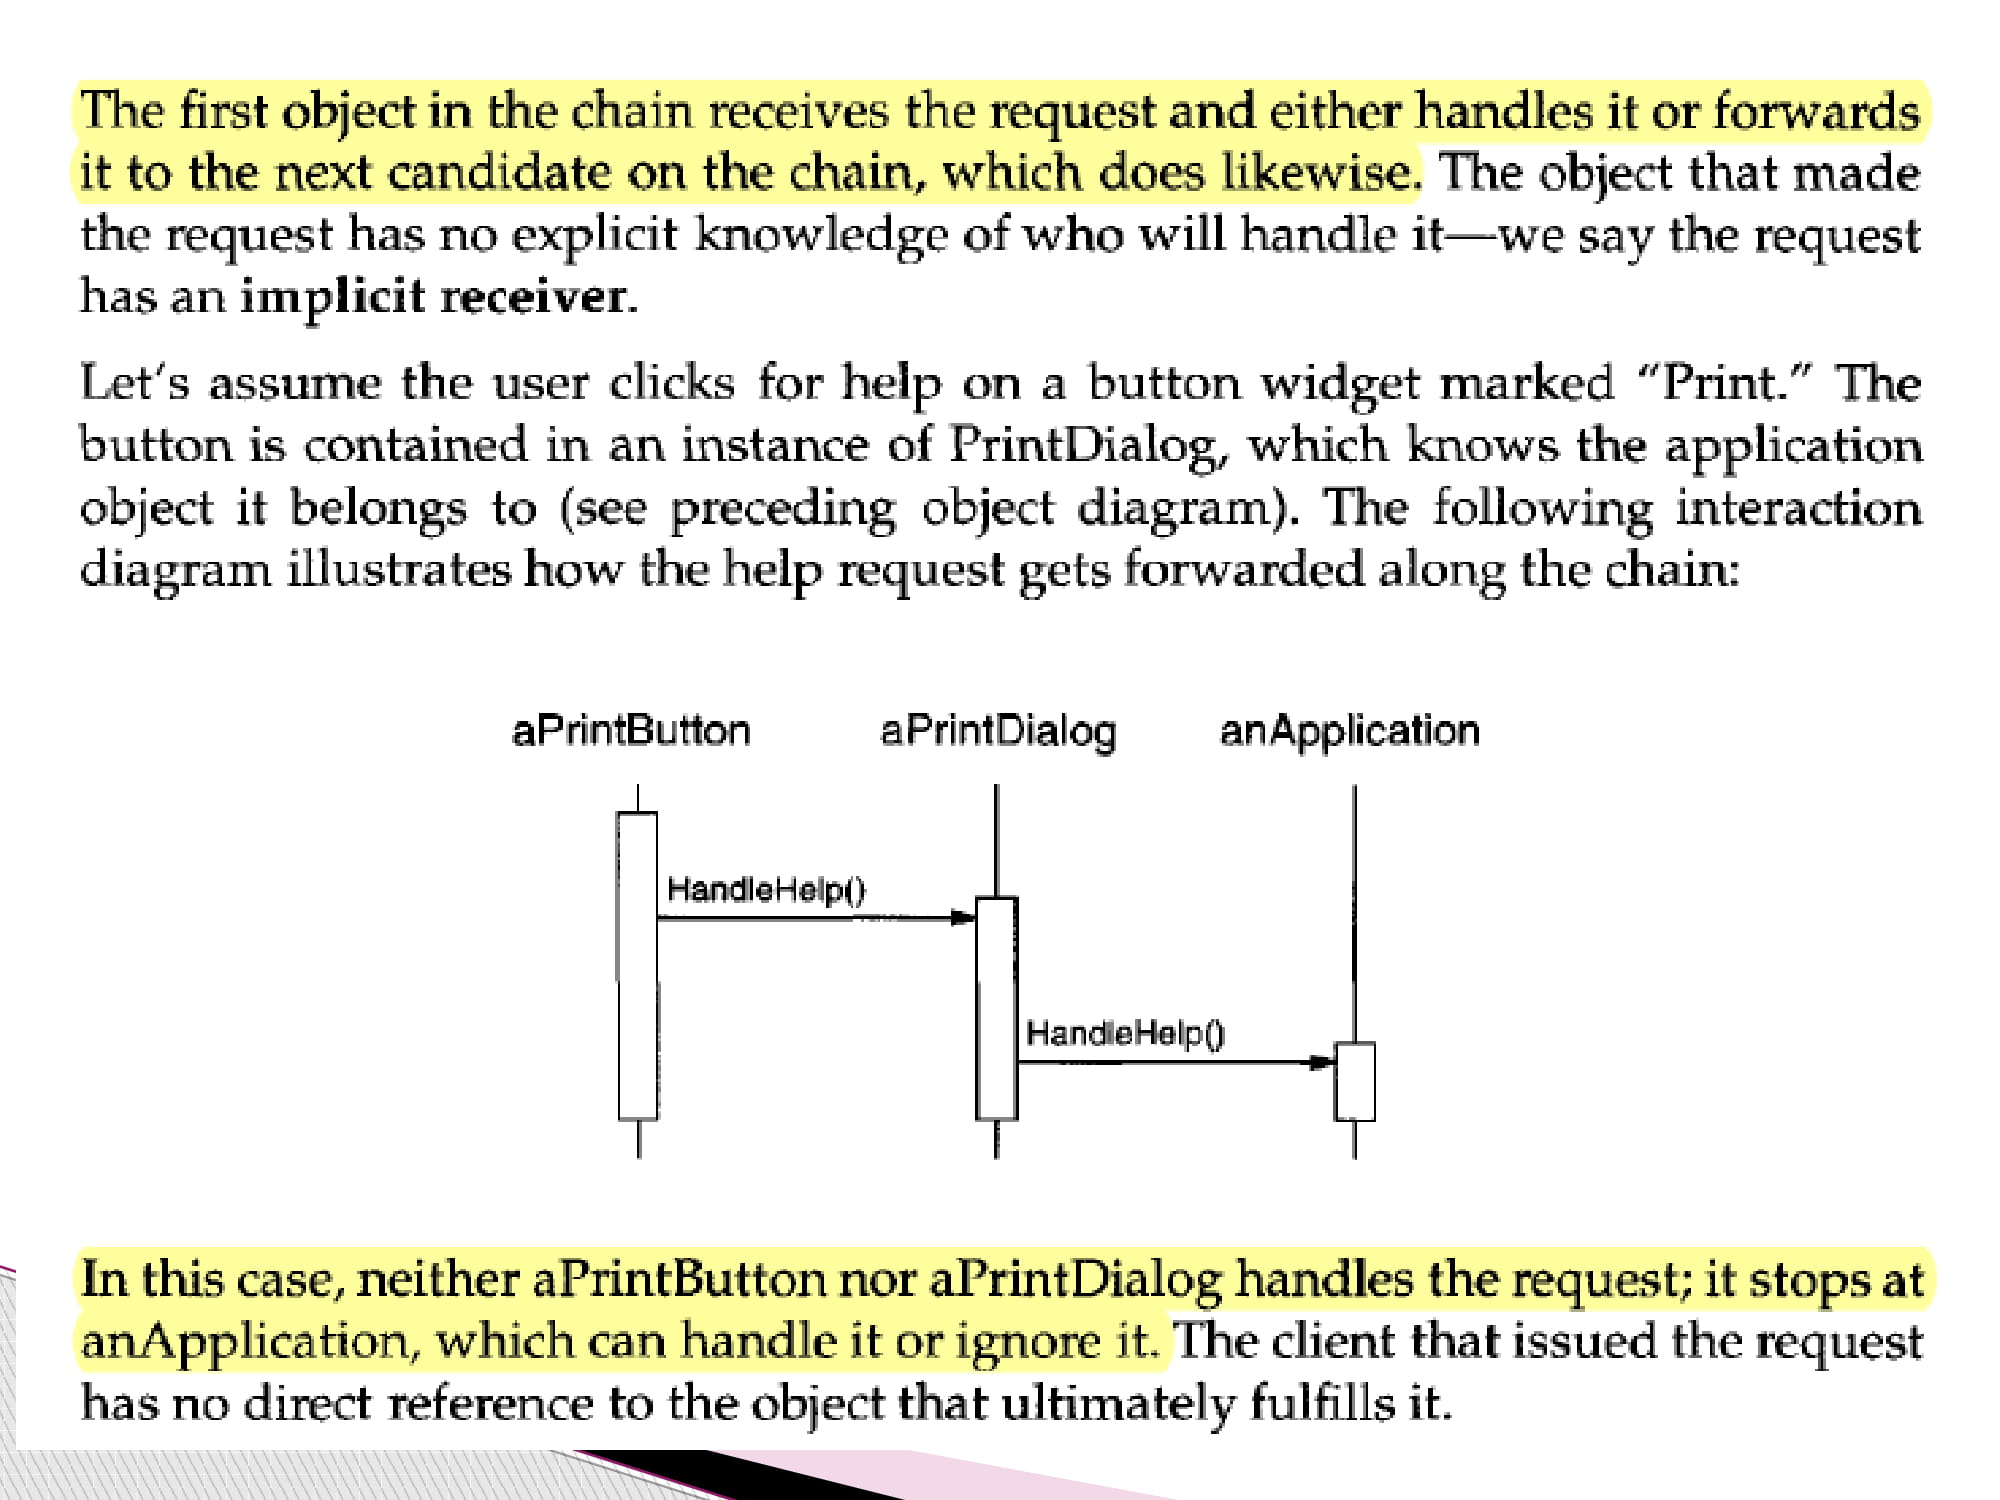 The first object in the chain receives the request and either handles it or forwards
it to the next candidate on the chain, which does likewise. The object that made
the request has no explicit knowledge of who will handle it—we say the request
has an implicit receiver.
Let's assume the user clicks for help on a button widget marked “Print.” The
button is contained in an instance of PrintDialog, which knows the application
object it belongs to (see preceding object diagram). The following interaction
diagram illustrates how the help request gets forwarded along the chain:
aPrintButton aPrintDialog anApplication
HandleHelp()
HandleHelp()
In this case, neither aPrintButton nor aPrintDialog handles the request; it stops at
anApplication, which can handle it or ignore it. The client that issued the request
has no direct reference to the object that ultimately fulfills it.